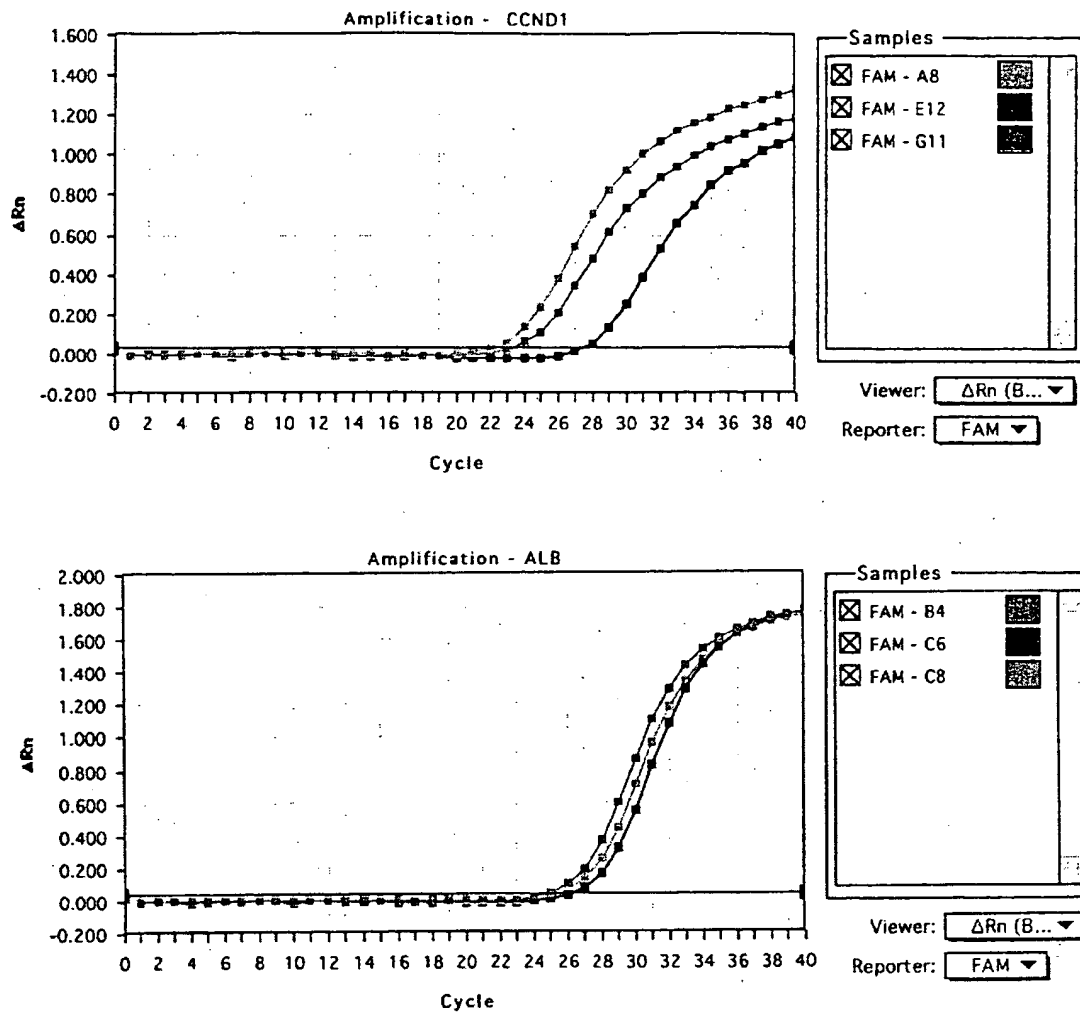 Amplification - CCND1
1.600
1.400
1.200
1.000
0.800
0.600
0.400
0.200
0.000
-0.200
ΔRn
0 2 4 6 8 10 12 14 16 18 20 22 24 26 28 30 32 34 36 38 40
Cycle
Samples
FAM - A8
FAM - E12
FAM - G11
Viewer: ΔRn (B...
Reporter: FAM
Amplification - ALB
2.000
1.800
1.600
1.400
1.200
1.000
0.800
0.600
0.400
0.200
0.000
-0.200
ΔRn
0 2 4 6 8 10 12 14 16 18 20 22 24 26 28 30 32 34 36 38 40
Cycle
Samples
FAM - B4
FAM - C6
FAM - C8
Viewer: ΔRn (B...
Reporter: FAM